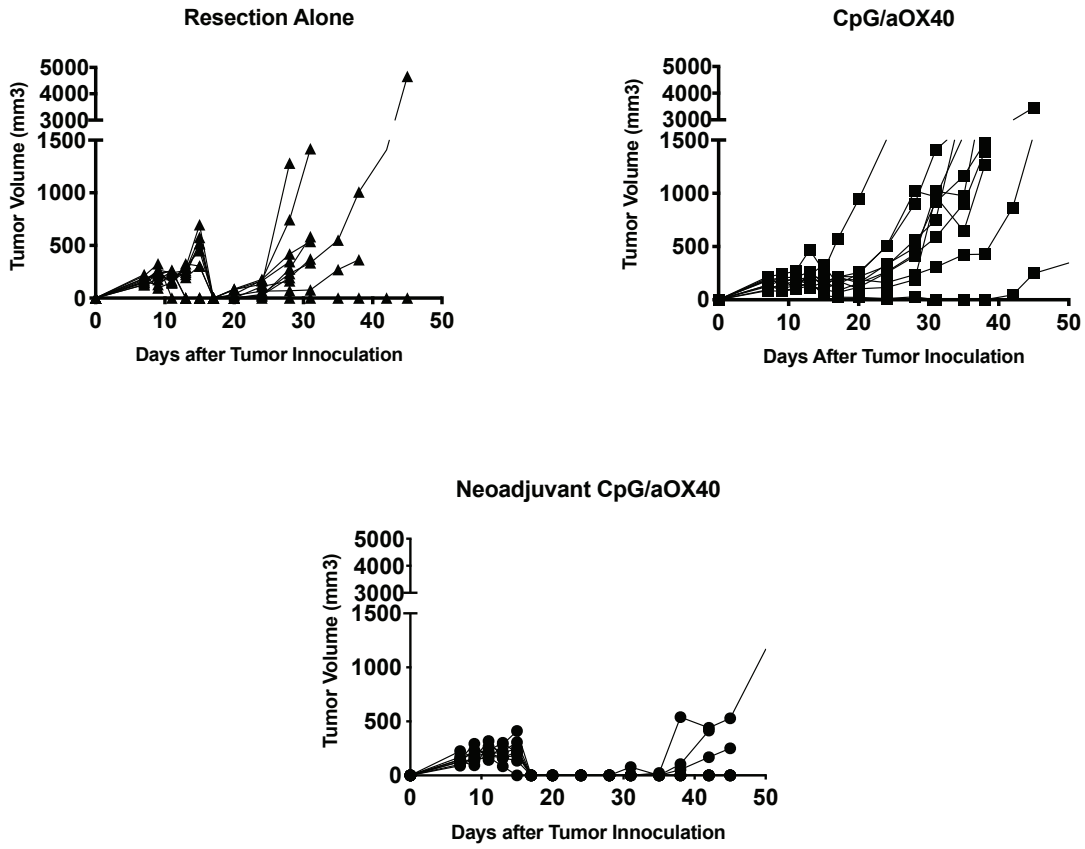 Resection Alone
Tumor Volume (mm3)
5000
4000
3000
1500
1000
500
0
0 10 20 30 40 50
Days after Tumor Innoculation
CpG/aOX40
Tumor Volume (mm3)
5000
4000
3000
1500
1000
500
0
0 10 20 30 40 50
Days After Tumor Inoculation
Neoadjuvant CpG/aOX40
Tumor Volume (mm3)
5000
4000
3000
1500
1000
500
0
0 10 20 30 40 50
Days after Tumor Innoculation